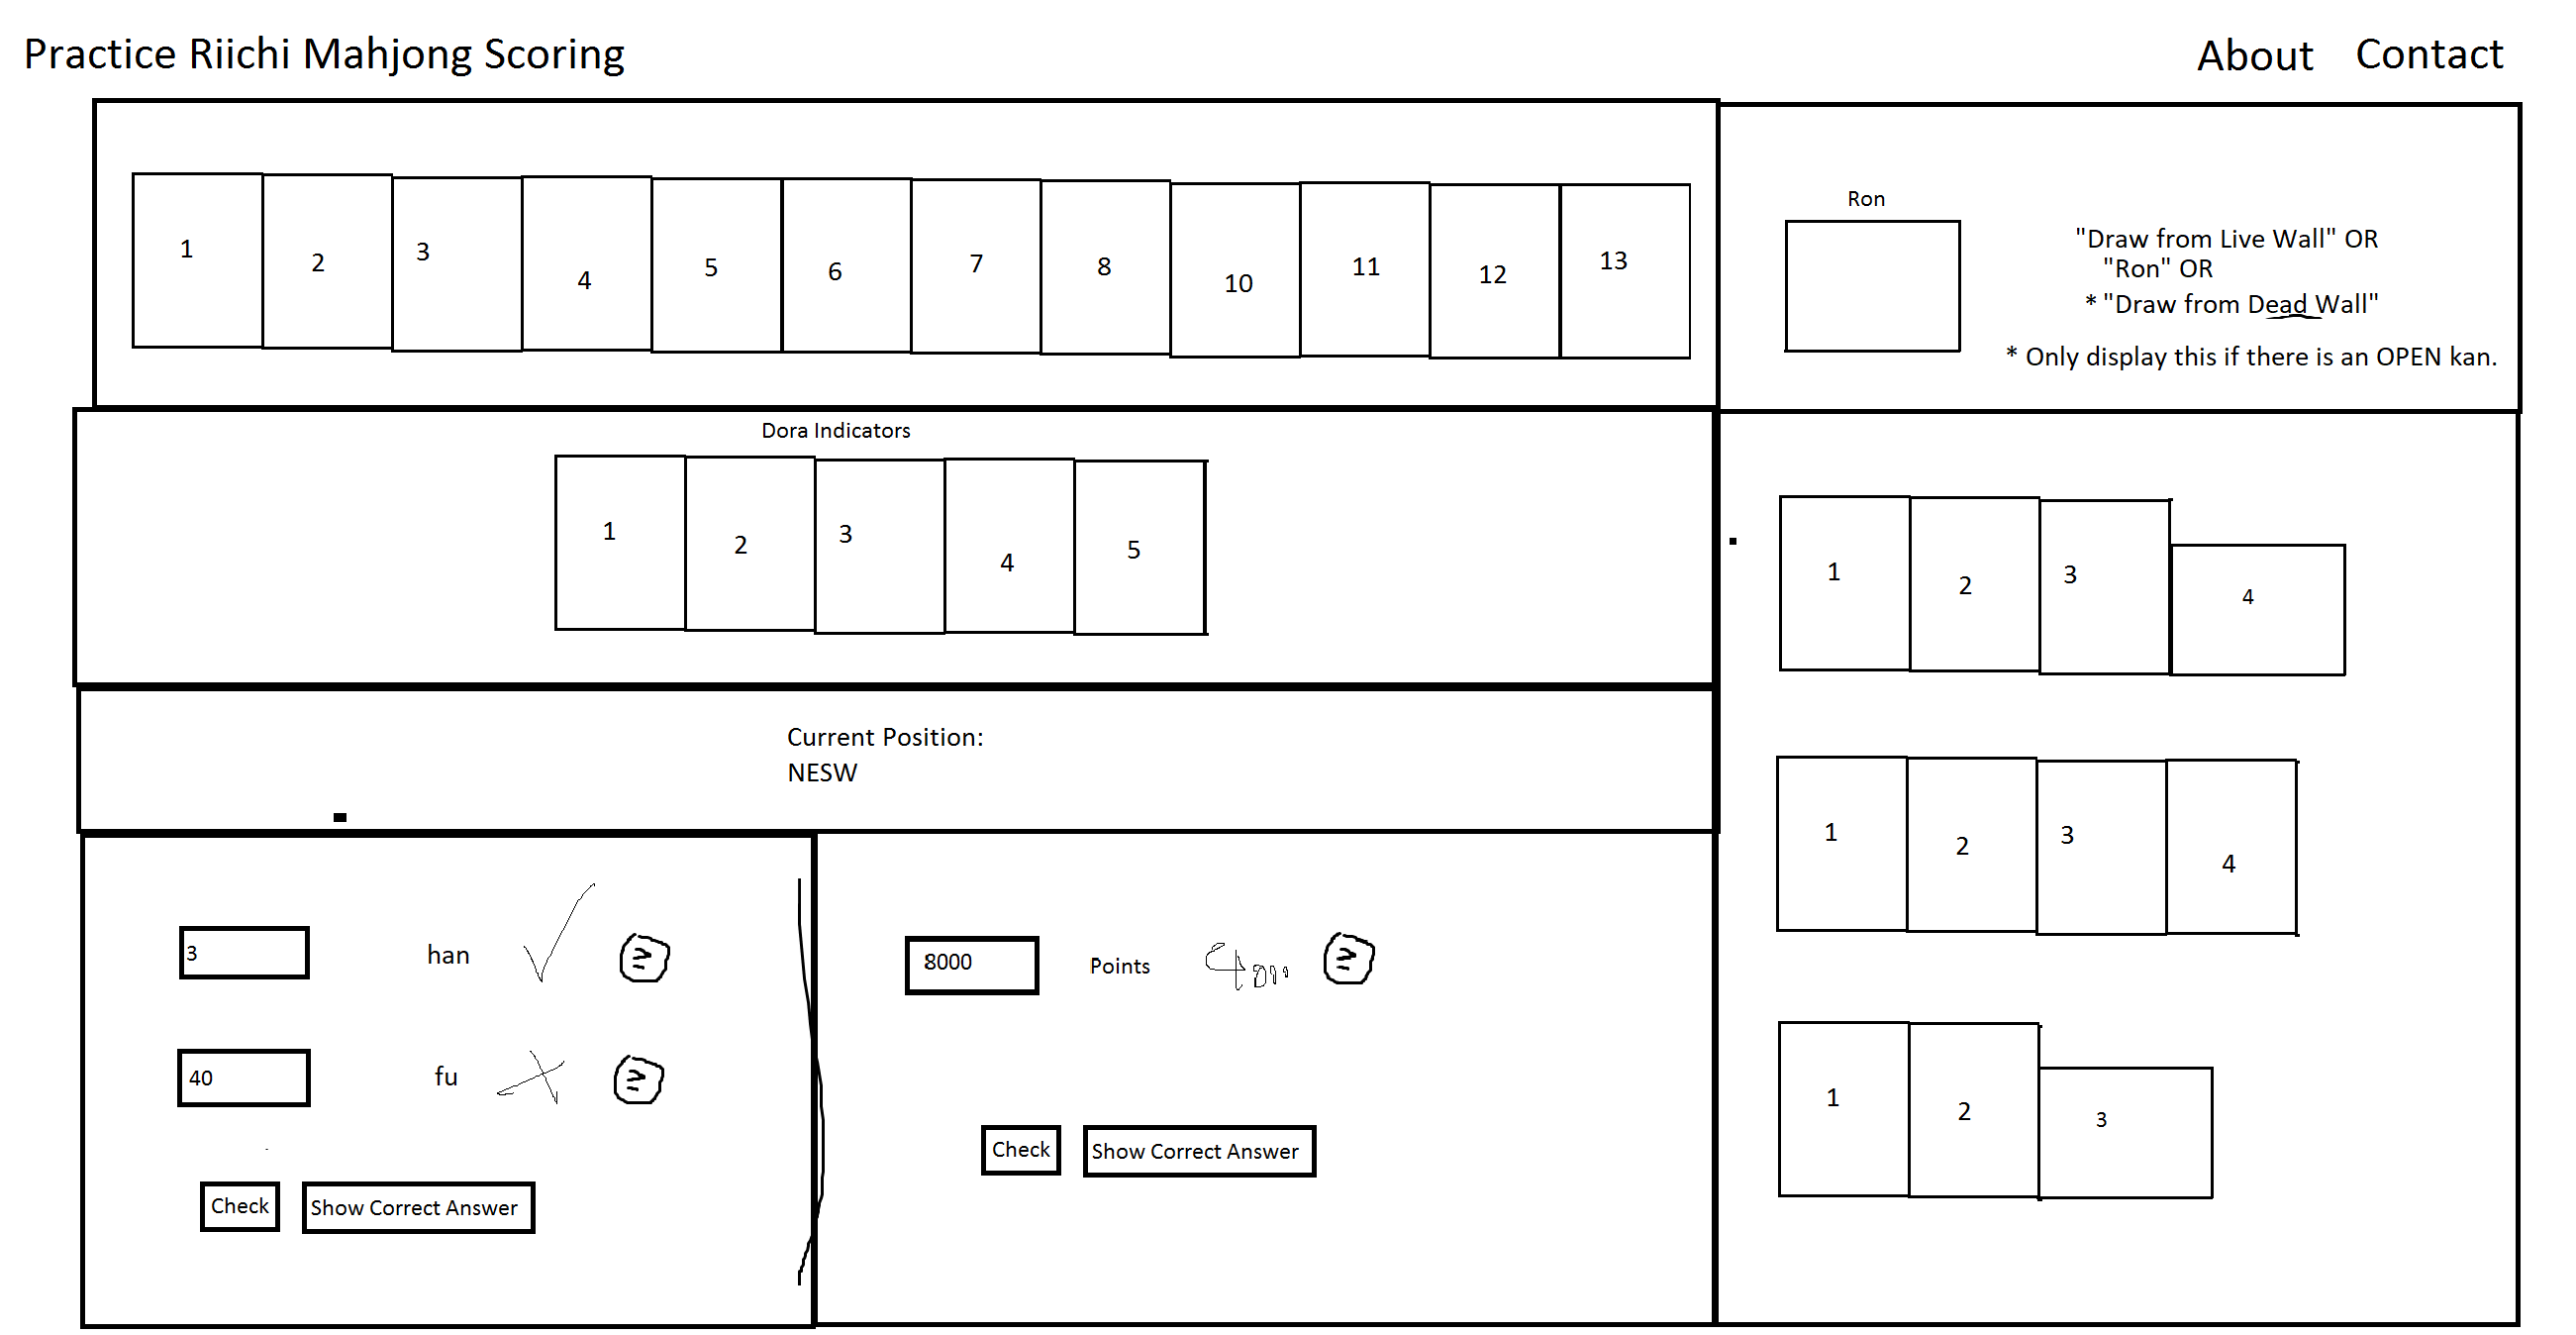 Practice Riichi Mahjong Scoring
About Contact
1 2 3 4 5 6 7 8 10 11 12 13
Ron
"Draw from Live Wall" OR
"Ron" OR
* "Draw from Dead Wall"
* Only display this if there is an OPEN kan.
Dora Indicators
1 2 3 4 5
1 2 3 4
Current Position:
NESW
1 2 3 4
3 han
40 fu
Check Show Correct Answer
8000 Points
Check Show Correct Answer
1 2 3